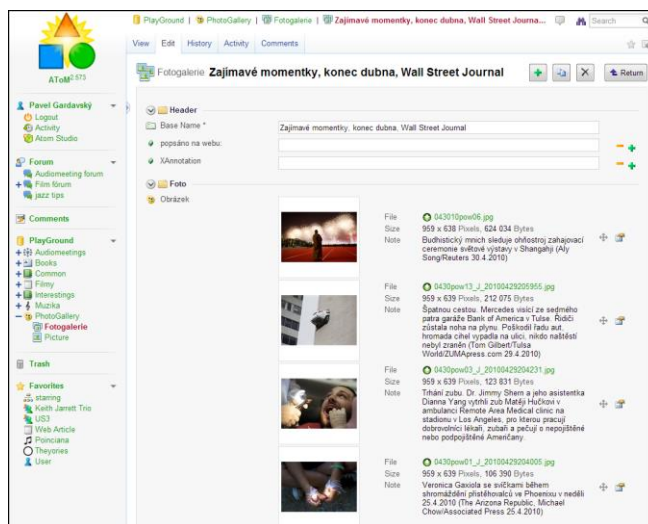 PlayGround | PhotoGallery | Fotogalerie | Zajímavé momentky, konec dubna, Wall Street Journa...
Search
View Edit History Activity Comments
AToM 2.573
Fotogalerie Zajímavé momentky, konec dubna, Wall Street Journal
Return
Pavel Gardavský
Logout
Activity
Atom Studio
Forum
Audiomeeting forum
Film fórum
jazz tips
Comments
PlayGround
Audiomeetings
Books
Common
Filmy
Interestings
Muzika
PhotoGallery
Fotogalerie
Picture
Trash
Favorites
starring
Keith Jarrett Trio
US3
Web Article
Poinciana
Theyories
User
Header
Base Name * Zajímavé momentky, konec dubna, Wall Street Journal
popsáno na webu:
XAnnotation
Foto
Obrázek
File 043010pow06.jpg
Size 959 x 638 Pixels, 624 034 Bytes
Note Budhistický mnich sleduje ohňostroj zahajovací
ceremonie světové výstavy v Shangahji (Aly
Song/Reuters 30.4.2010)
File 0430pow13_J_20100429205955.jpg
Size 959 x 639 Pixels, 212 075 Bytes
Note Špatnou cestou. Mercedes visící ze sedmého
patra garáže Bank of America v Tulse. Řidiči
zůstala noha na plynu. Poškodil řadu aut,
hromada cihel vypadla na ulici, nikdo naštěstí
nebyl zraněn (Tom Gilbert/Tulsa
World/ZUMApress.com 29.4.2010)
File 0430pow03_J_20100429204231.jpg
Size 959 x 639 Pixels, 123 831 Bytes
Note Trhání zubu. Dr. Jimmy Shern a jeho asistentka
Dianna Yang vytrhli zub Matěji Hučkovi v
ambulanci Remote Area Medical clinic na
stadionu v Los Angeles, pro kterou pracují
dobrovolníci lékaři, zubaři a pečují o nepojištěné
nebo podpojištěné Američany.
File 0430pow01_J_20100429204005.jpg
Size 959 x 639 Pixels, 106 390 Bytes
Note Veronica Gaxiola se svíčkami během
shromáždění přistěhovalců ve Phoenixu v neděli
25.4.2010 (The Arizona Republic, Michael
Chow/Associated Press 25.4.2010)